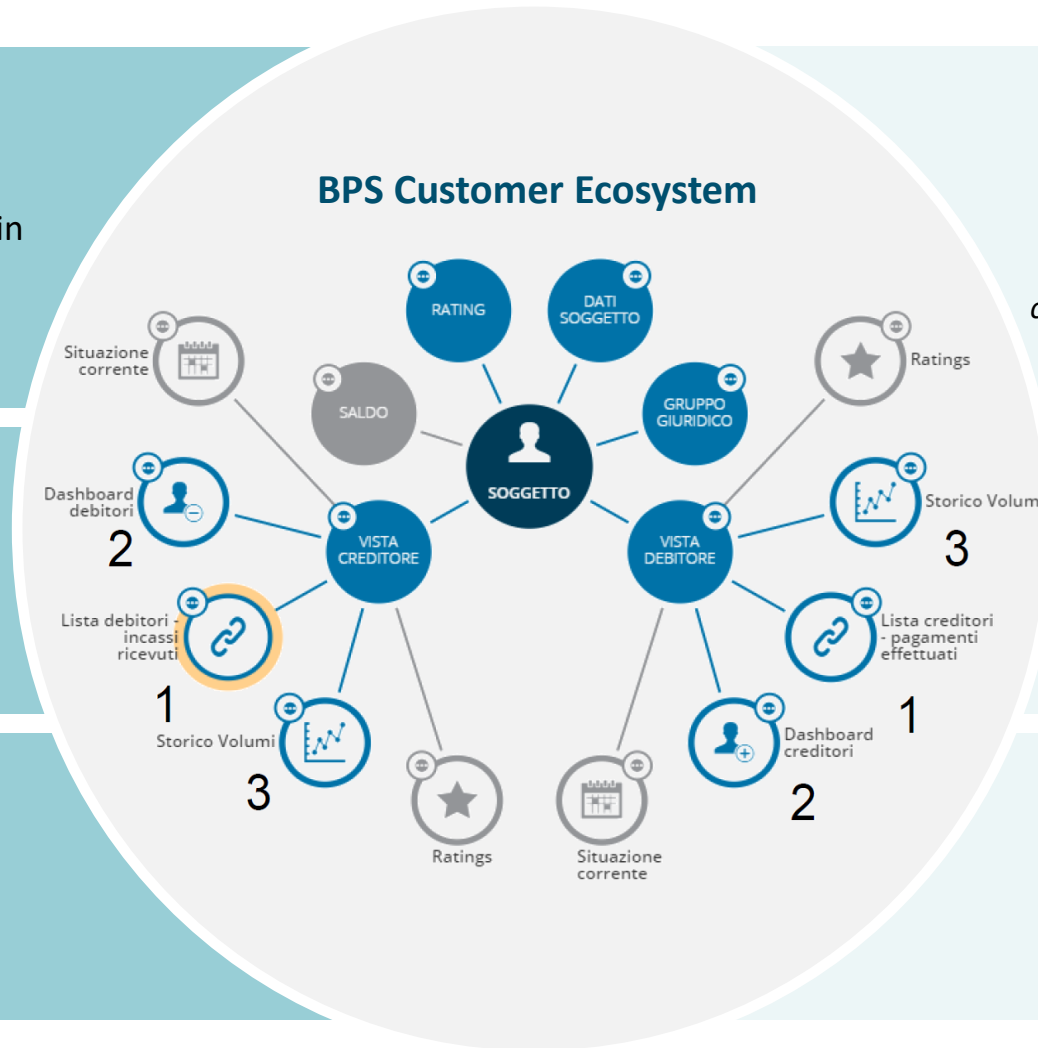 BPS Customer Ecosystem
in
RATING
DATI
SOGGETTO
Situazione
corrente
SALDO
GRUPPO
GIURIDICO
Ratings
SOGGETTO
Dashboard
debitori
2
VISTA
CREDITORE
VISTA
DEBITORE
Storico Volum
3
Lista debitori -
incassi
ricevuti
1
Lista creditori
- pagamenti
effettuati
1
Storico Volumi
3
Dashboard
creditori
2
Ratings
Situazione
corrente